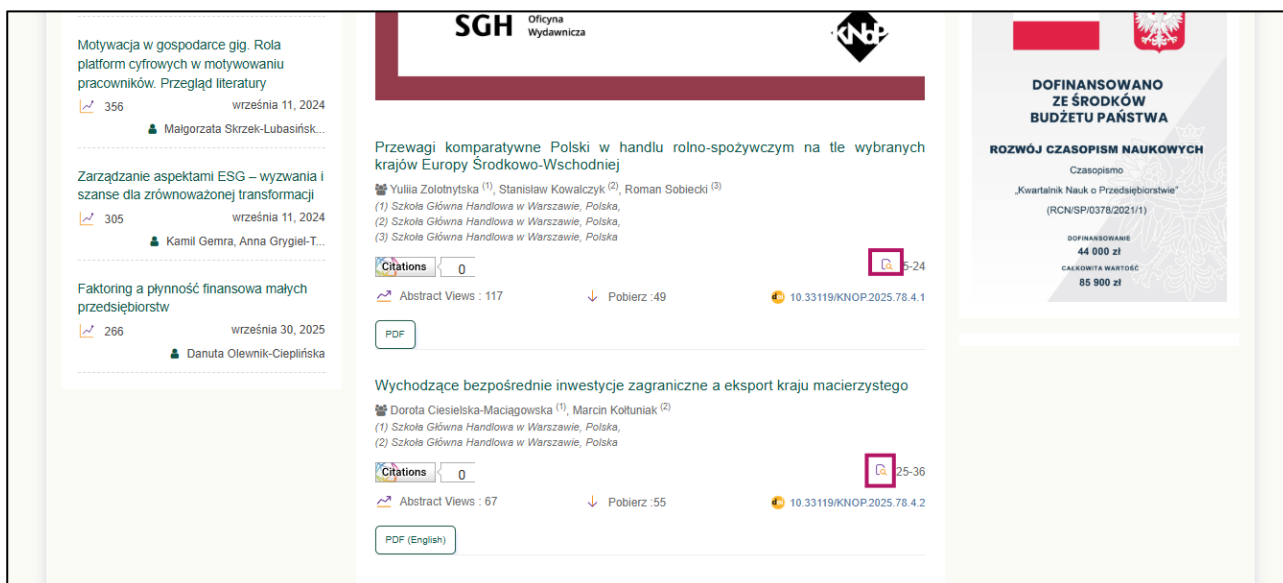 Motywacja w gospodarce gig. Rola
platform cyfrowych w motywowaniu
pracowników. Przegląd literatury
356 września 11, 2024
Małgorzata Skrzek-Lubasińsk...
Zarządzanie aspektami ESG – wyzwania i
szanse dla zrównoważonej transformacji
305 września 11, 2024
Kamil Gemra, Anna Grygiel-T...
Faktoring a płynność finansowa małych
przedsiębiorstw
266 września 30, 2025
Danuta Olewnik-Cieplińska
SGH Oficyna
Wydawnicza
KNoP
Przewagi komparatywne Polski w handlu rolno-spożywczym na tle wybranych
krajów Europy Środkowo-Wschodniej
Yuliia Zolotnytska (1), Stanisław Kowalczyk (2), Roman Sobiecki (3)
(1) Szkoła Główna Handlowa w Warszawie, Polska,
(2) Szkoła Główna Handlowa w Warszawie, Polska,
(3) Szkoła Główna Handlowa w Warszawie, Polska
Citations 0
5-24
Abstract Views : 117 Pobierz :49 10.33119/KNOP.2025.78.4.1
PDF
Wychodzące bezpośrednie inwestycje zagraniczne a eksport kraju macierzystego
Dorota Ciesielska-Maciągowska (1), Marcin Kołtuniak (2)
(1) Szkoła Główna Handlowa w Warszawie, Polska,
(2) Szkoła Główna Handlowa w Warszawie, Polska
Citations 0
25-36
Abstract Views : 67 Pobierz :55 10.33119/KNOP.2025.78.4.2
PDF (English)
DOFINANSOWANO
ZE ŚRODKÓW
BUDŻETU PAŃSTWA
ROZWÓJ CZASOPISM NAUKOWYCH
Czasopismo
„Kwartalnik Nauk o Przedsiębiorstwie"
(RCN/SP/0378/2021/1)
DOFINANSOWANIE
44 000 zł
CAŁKOWITA WARTOŚĆ
85 900 zł